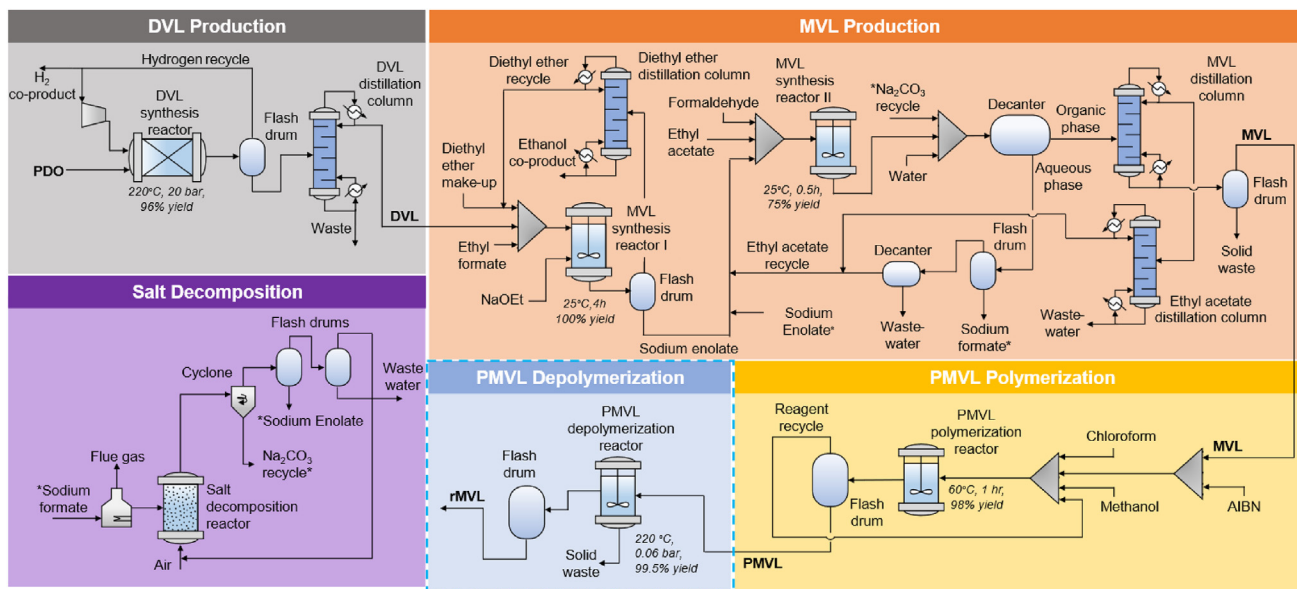 DVL Production
Hydrogen recycle
H2
co-product
DVL
synthesis
reactor
Flash
drum
DVL
distillation
column
PDO
220°C, 20 bar,
96% yield
Waste
DVL
MVL Production
Diethyl ether
recycle
Diethyl ether
distillation column
Ethanol
co-product
Diethyl
ether
make-up
Ethyl
formate
NaOEt
MVL
synthesis
reactor I
25°C,4h
100% yield
Flash
drum
Sodium enolate
Formaldehyde
Ethyl
acetate
MVL
synthesis
reactor II
25°C, 0.5h,
75% yield
*Na2CO3
recycle
Water
Decanter
Organic
phase
Aqueous
phase
MVL
distillation
column
MVL
Flash
drum
Solid
waste
Ethyl acetate
recycle
Decanter
Flash
drum
Sodium
Enolate*
Waste-
water
Sodium
formate*
Waste-
water
Ethyl acetate
distillation column
Salt Decomposition
Flash drums
Cyclone
Waste
water
*Sodium Enolate
Na2CO3
recycle*
Flue gas
*Sodium
formate
Salt
decomposition
reactor
Air
PMVL Depolymerization
PMVL
depolymerization
reactor
Flash
drum
rMVL
Solid
waste
220 °C,
0.06 bar,
99.5% yield
PMVL
PMVL Polymerization
Reagent
recycle
PMVL
polymerization
reactor
Chloroform
MVL
Flash
drum
60°C, 1 hr,
98% yield
Methanol
AIBN